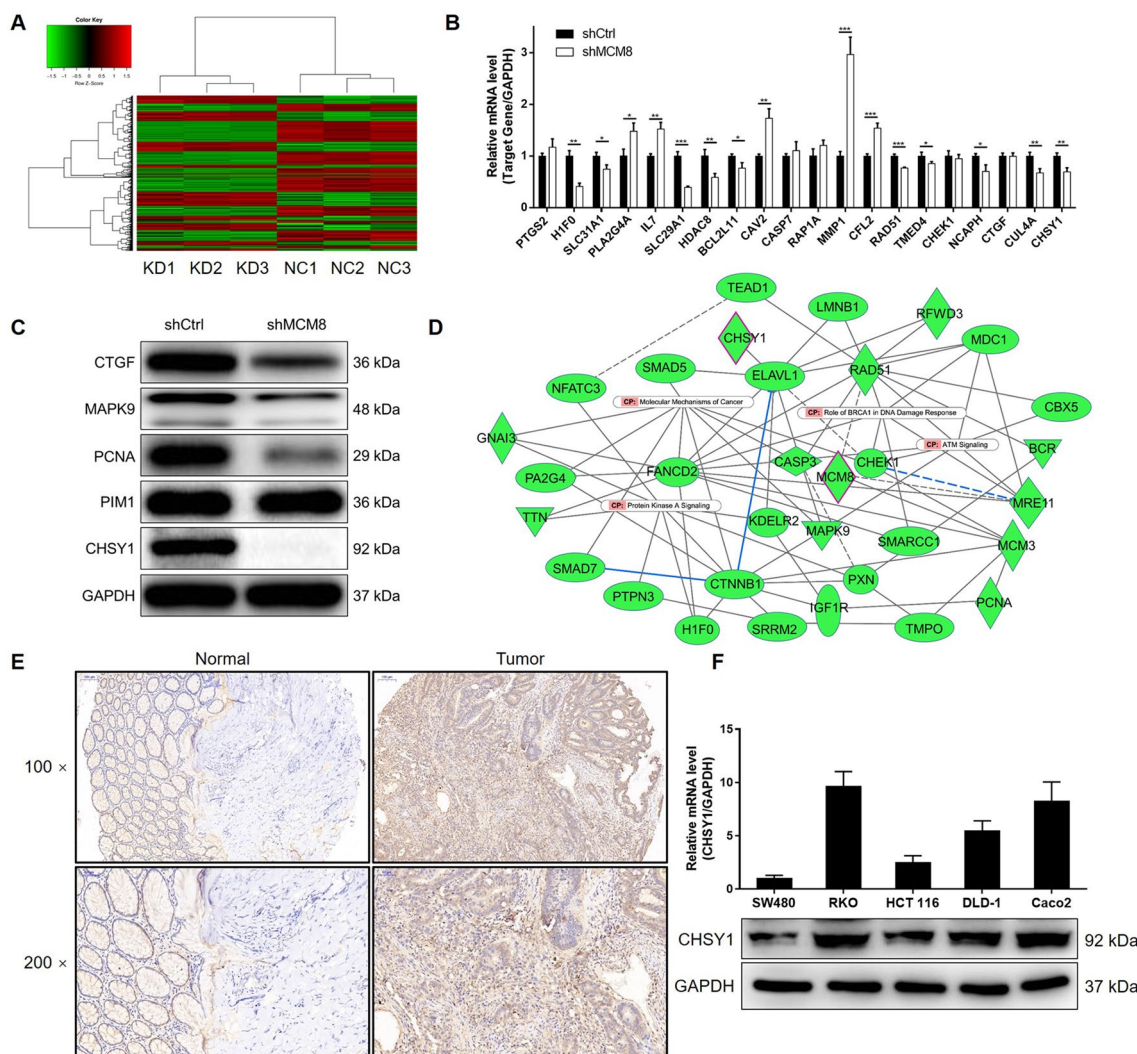 A
Color Key
−1.5 −1 −0.5 0 0.5 1 1.5
Row Z-Score
KD1 KD2 KD3 NC1 NC2 NC3
B
shCtrl
shMCM8
Relative mRNA level
(Target Gene/GAPDH)
3
2
1
0
** * * ** *** ** * ** *** *** *** * * ** **
PTGS2 H1F0 SLC31A1 PLA2G4A IL7 SLC29A1 HDAC8 BCL2L11 CAV2 CASP7 RAP1A MMP1 CFL2 RAD51 TMED4 CHEK1 NCAPH CTGF CUL4A CHSY1
C
shCtrl shMCM8
CTGF 36 kDa
MAPK9 48 kDa
PCNA 29 kDa
PIM1 36 kDa
CHSY1 92 kDa
GAPDH 37 kDa
D
TEAD1
LMNB1
RFWD3
CHSY1
MDC1
SMAD5
ELAVL1
RAD51
NFATC3
CP: Molecular Mechanisms of Cancer
CP: Role of BRCA1 in DNA Damage Response
CBX5
GNAI3
CP: ATM Signaling
BCR
FANCD2
CASP3
CHEK1
PA2G4
MCM8
MRE11
CP: Protein Kinase A Signaling
TTN
KDELR2
MAPK9
SMARCC1
MCM3
SMAD7
CTNNB1
PXN
PTPN3
IGF1R
PCNA
H1F0
SRRM2
TMPO
E
Normal Tumor
100 ×
200 ×
F
Relative mRNA level
(CHSY1/GAPDH)
15
10
5
0
SW480 RKO HCT 116 DLD-1 Caco2
CHSY1 92 kDa
GAPDH 37 kDa